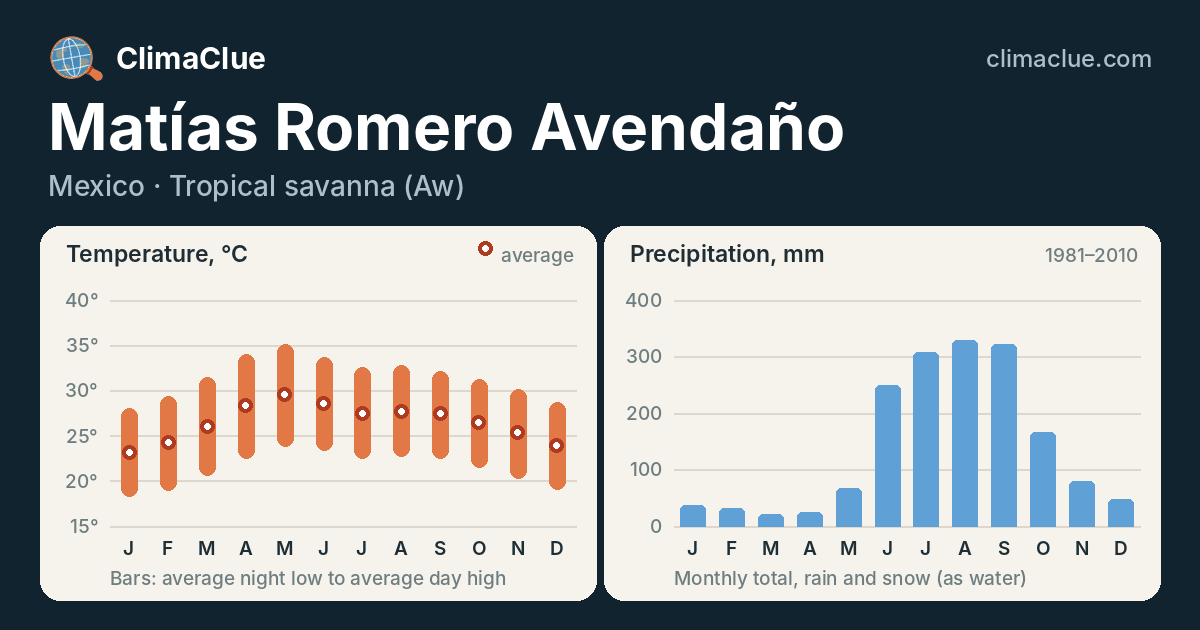 ClimaClue
climaclue.com
Matías Romero Avendaño
Mexico · Tropical savanna (Aw)
Temperature, °C
average
40°
35°
30°
25°
20°
15°
J F M A M J J A S O N D
Bars: average night low to average day high
Precipitation, mm
1981–2010
400
300
200
100
0
J F M A M J J A S O N D
Monthly total, rain and snow (as water)